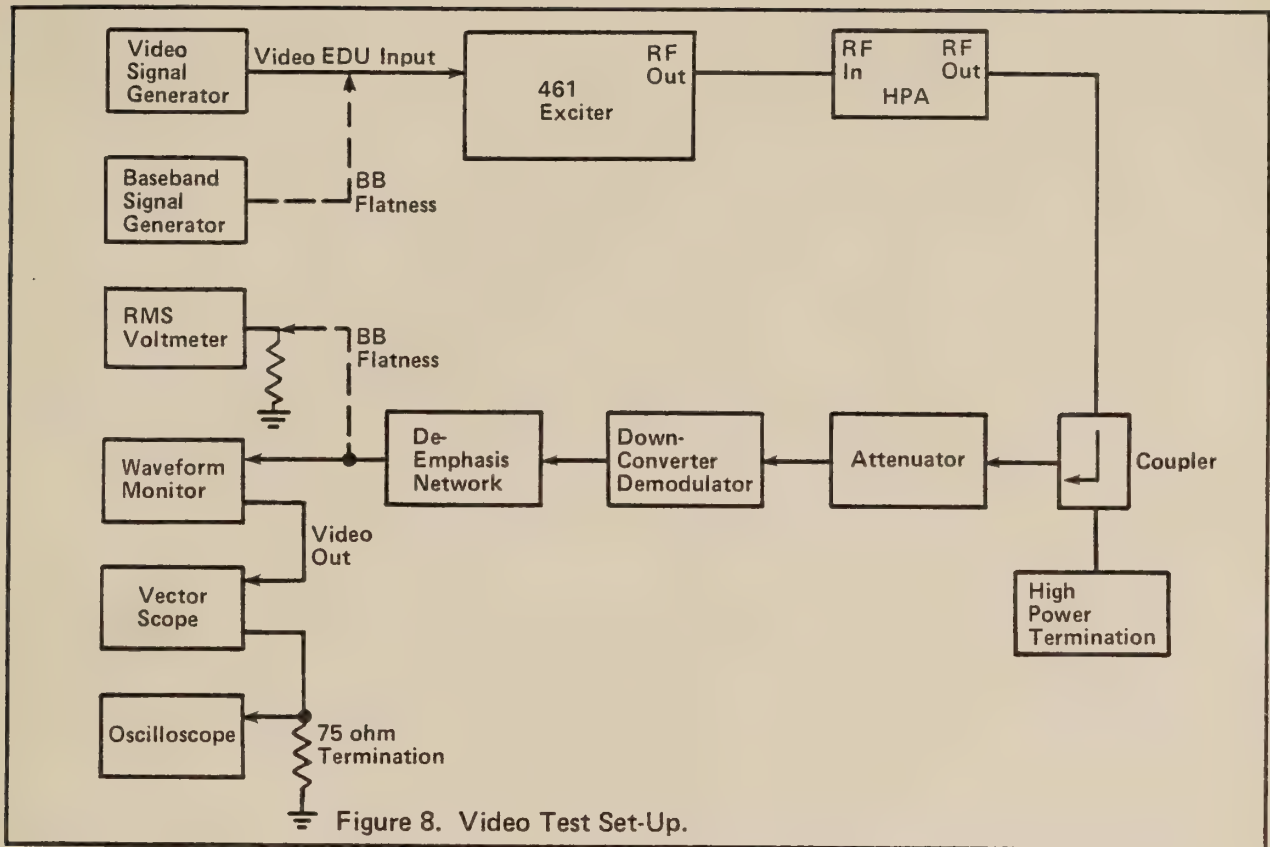 Video
Signal
Generator
Video EDU Input
461
Exciter
RF
Out
RF
In
RF
Out
HPA
Baseband
Signal
Generator
BB
Flatness
RMS
Voltmeter
BB
Flatness
Waveform
Monitor
De-
Emphasis
Network
Down-
Converter
Demodulator
Attenuator
Coupler
Video
Out
Vector
Scope
High
Power
Termination
Oscilloscope
75 ohm
Termination
Figure 8. Video Test Set-Up.